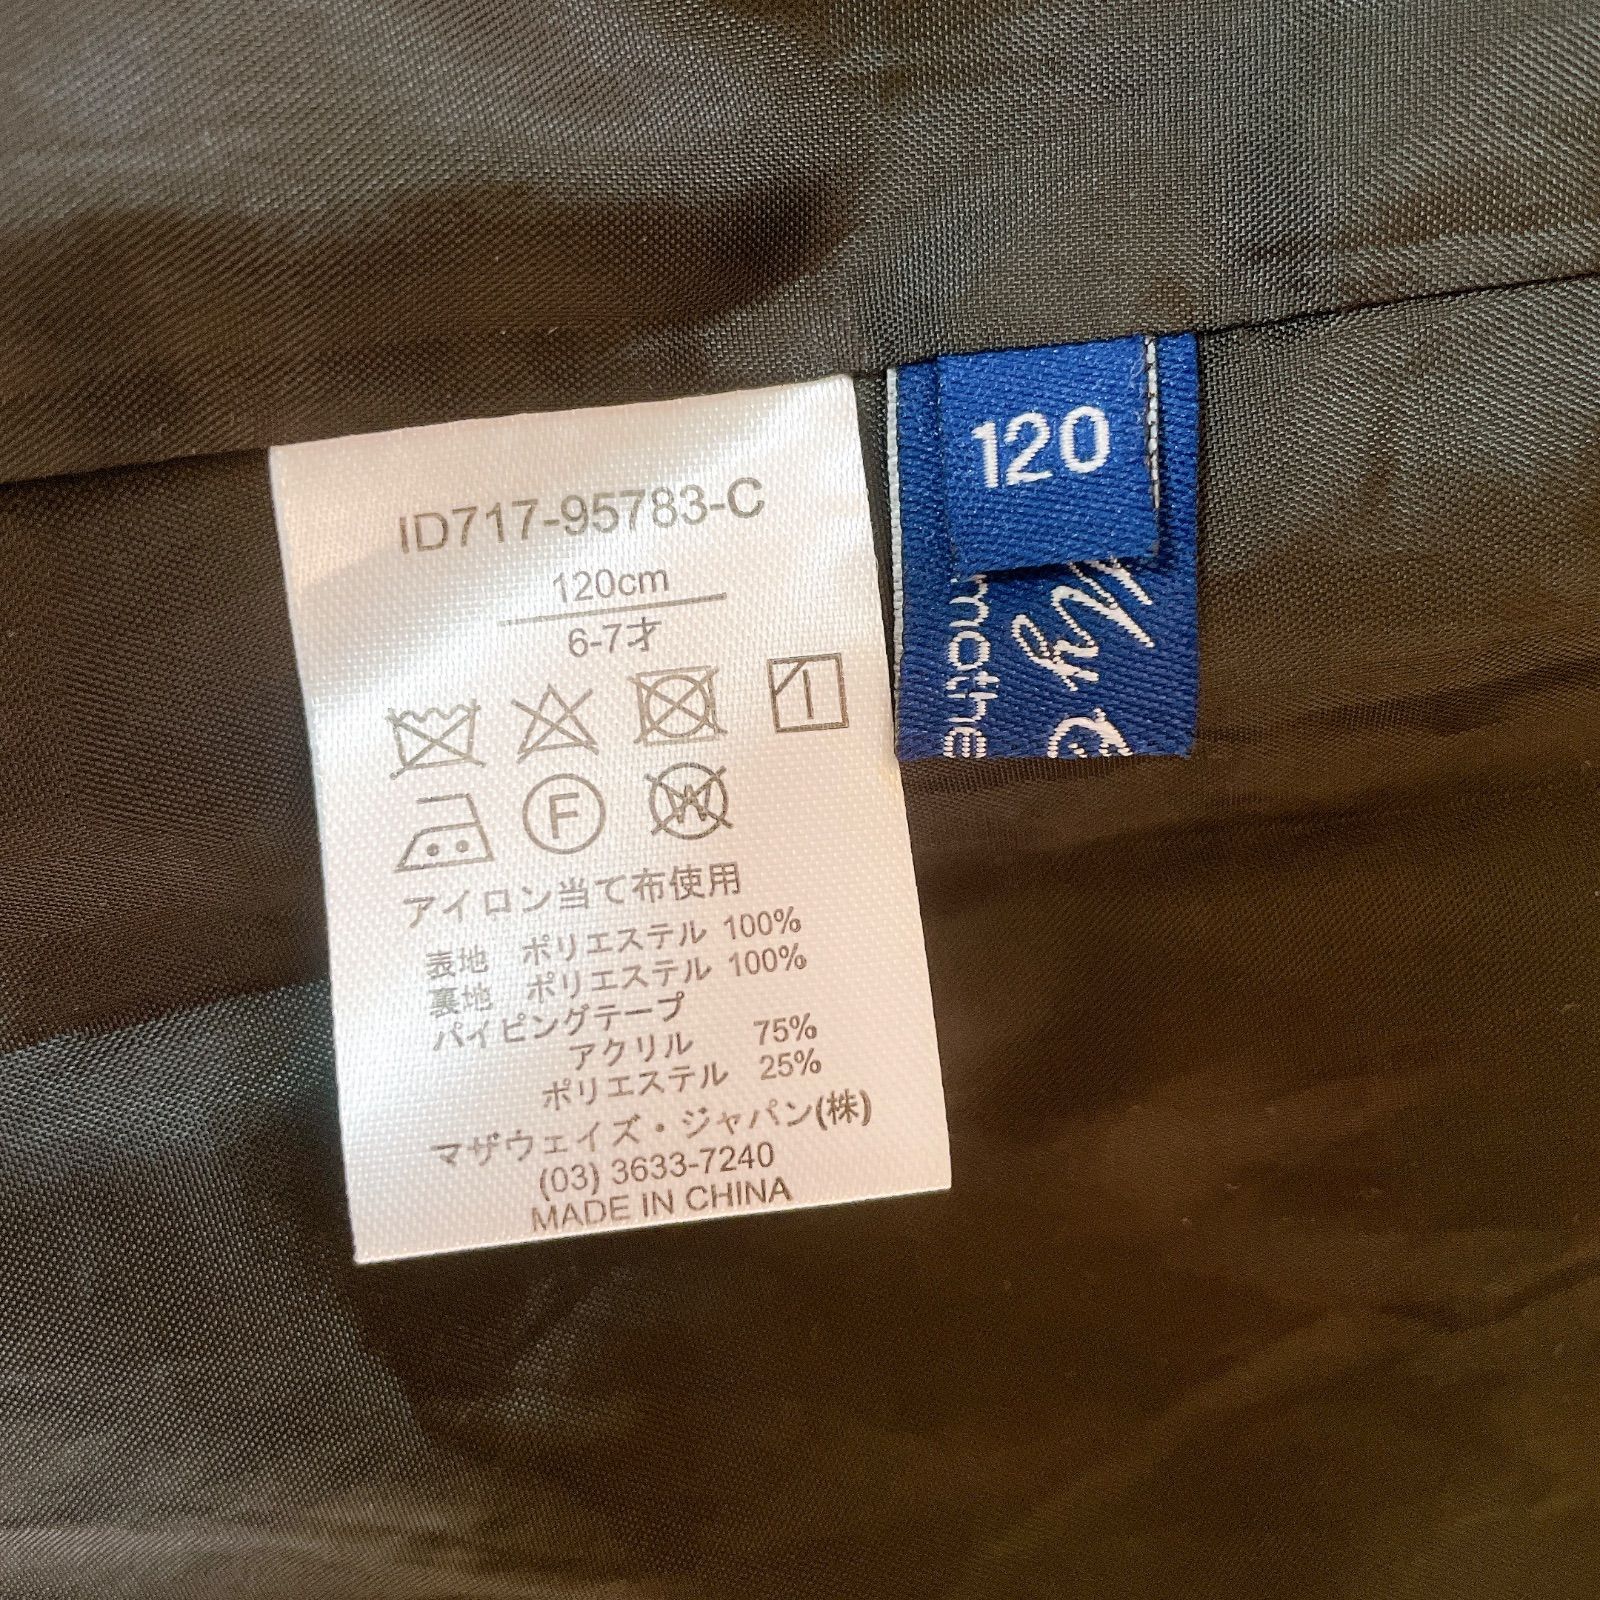 ID717-95783-C
120cm
6-7才
F
W
アイロン当て布使用
表地 ポリエステル 100%
裏地 ポリエステル 100%
パイピングテープ
アクリル 75%
ポリエステル 25%
マザウェイズ・ジャパン(株)
(03) 3633-7240
MADE IN CHINA
120
mothe